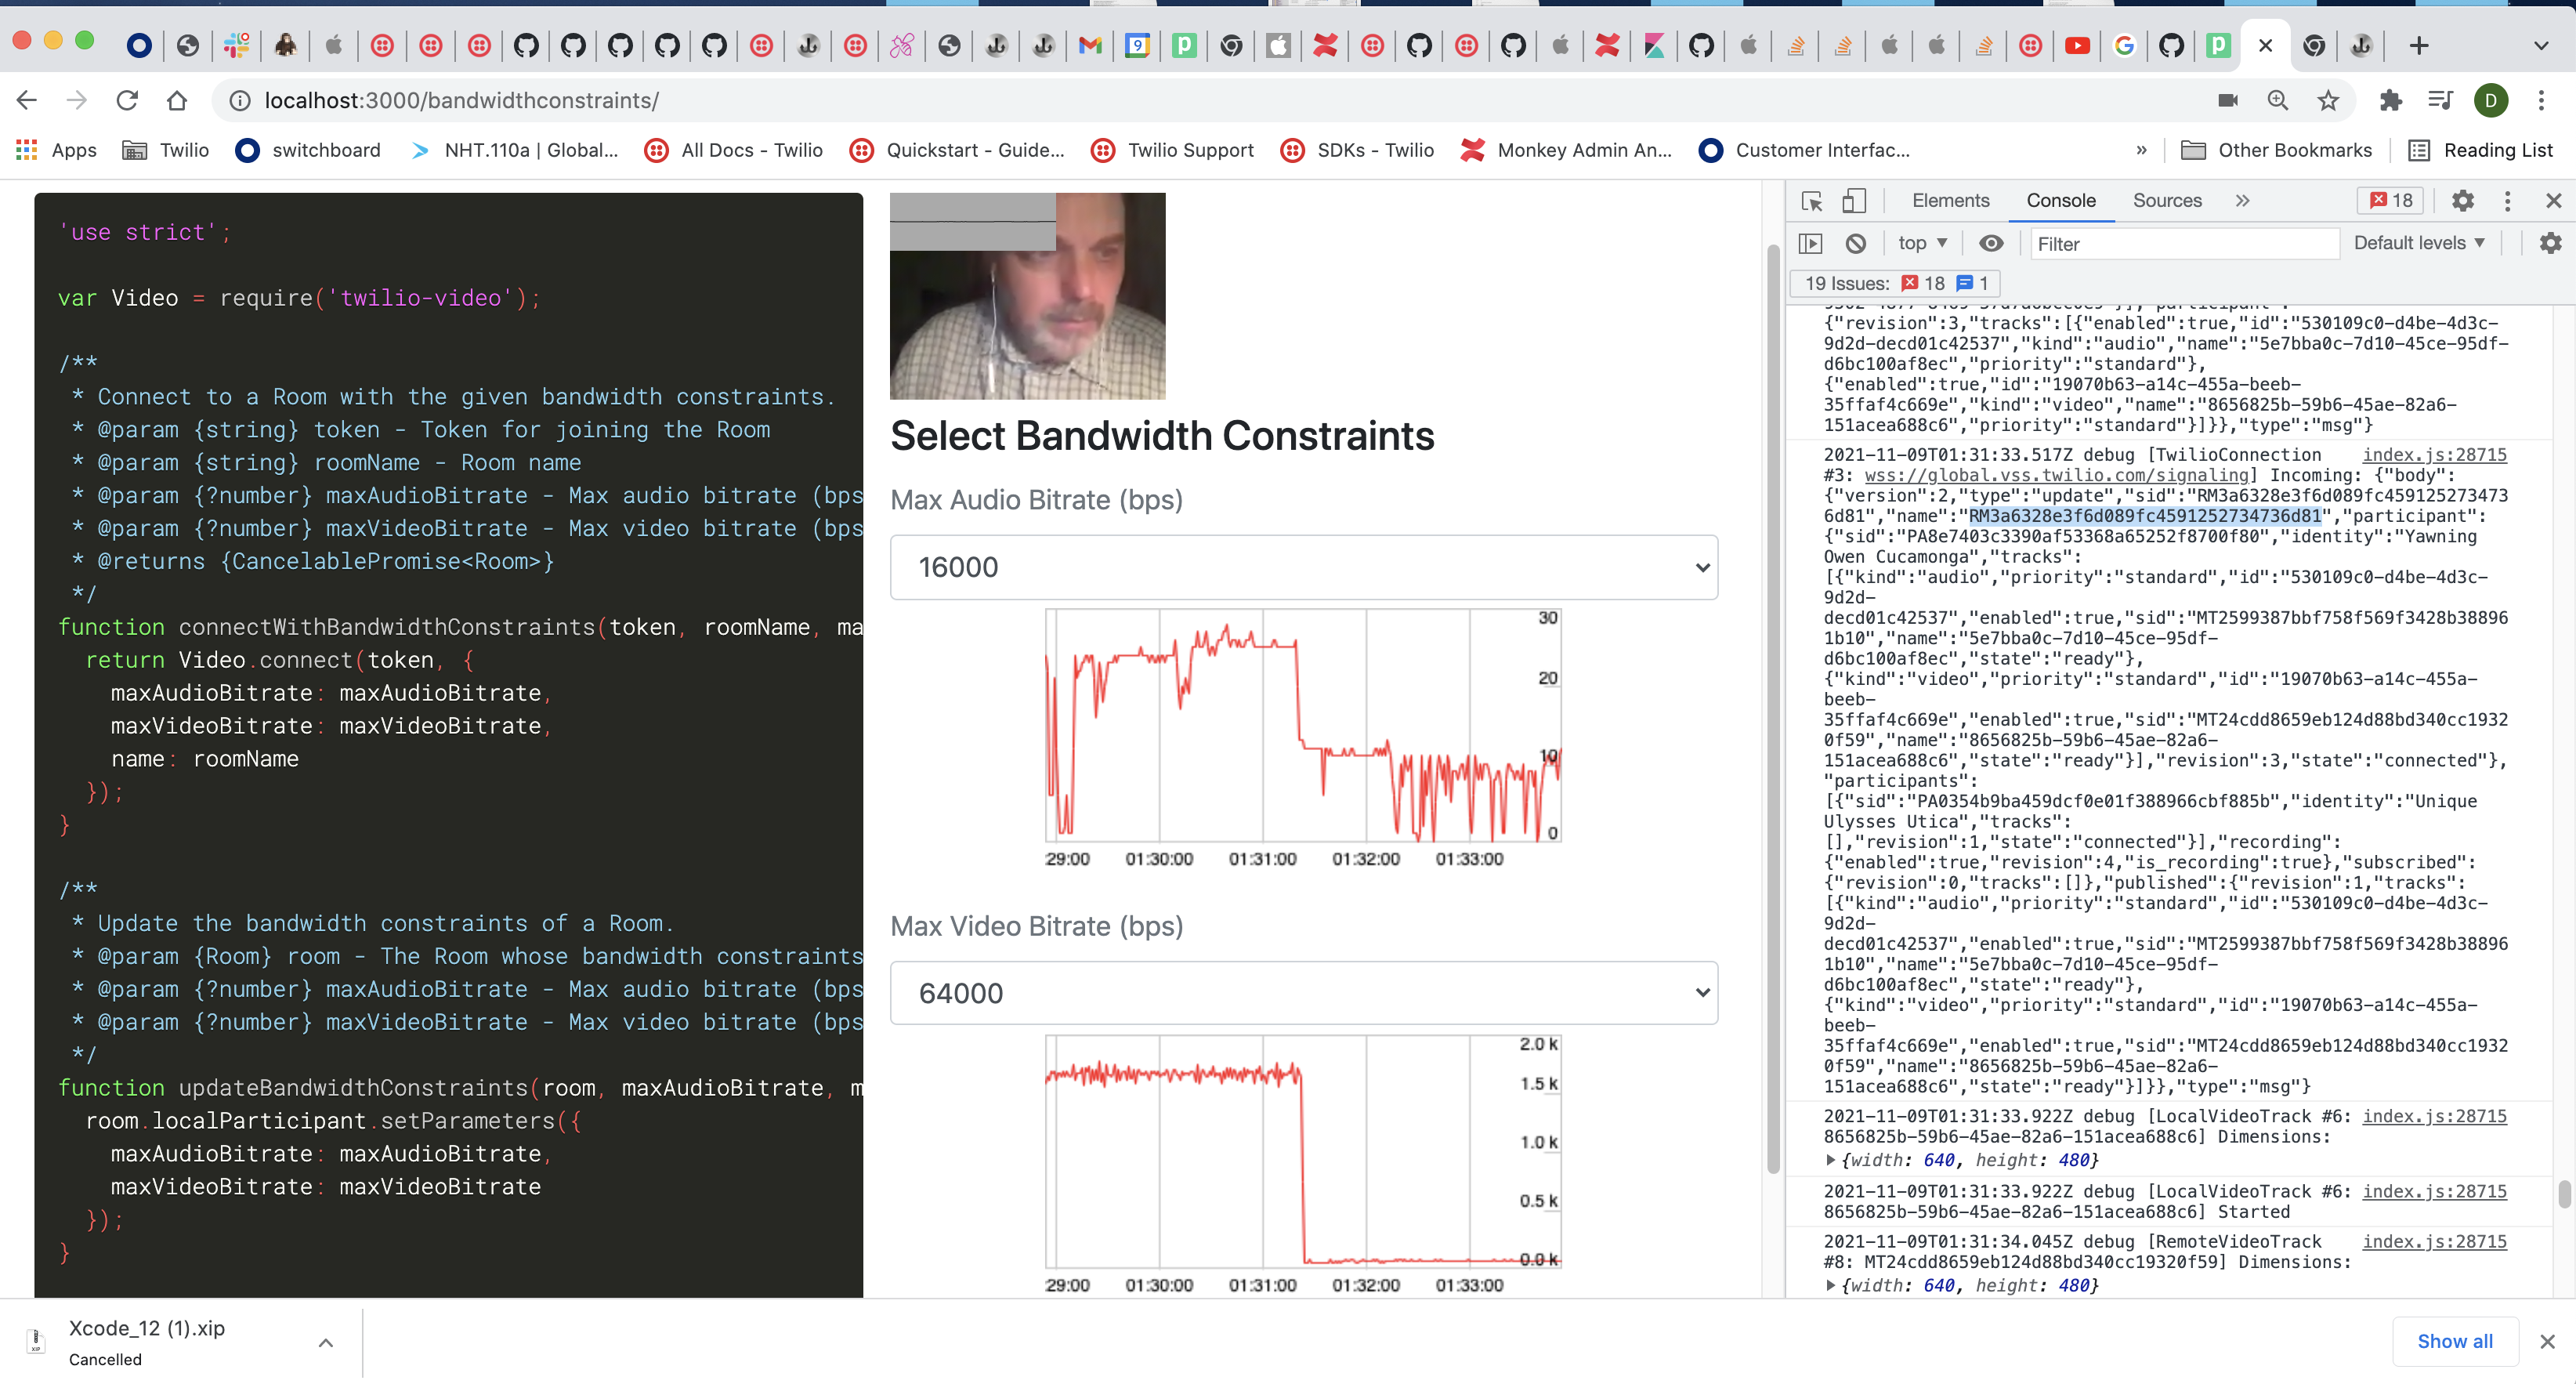 localhost:3000/bandwidthconstraints/
D
Apps
Twilio
switchboard
NHT.110a | Global...
All Docs - Twilio
Quickstart - Guide...
Twilio Support
SDKs - Twilio
Monkey Admin An...
Customer Interfac...
»
Other Bookmarks
Reading List
'use strict';
var Video = require('twilio-video');
/**
* Connect to a Room with the given bandwidth constraints.
* @param {string} token - Token for joining the Room
* @param {string} roomName - Room name
* @param {?number} maxAudioBitrate - Max audio bitrate (bps
* @param {?number} maxVideoBitrate - Max video bitrate (bps
* @returns {CancelablePromise<Room>}
*/
function connectWithBandwidthConstraints(token, roomName, ma
return Video.connect(token, {
maxAudioBitrate: maxAudioBitrate,
maxVideoBitrate: maxVideoBitrate,
name: roomName
});
}
/**
* Update the bandwidth constraints of a Room.
* @param {Room} room - The Room whose bandwidth constraints
* @param {?number} maxAudioBitrate - Max audio bitrate (bps
* @param {?number} maxVideoBitrate - Max video bitrate (bps
*/
function updateBandwidthConstraints(room, maxAudioBitrate, m
room.localParticipant.setParameters({
maxAudioBitrate: maxAudioBitrate,
maxVideoBitrate: maxVideoBitrate
});
}
Select Bandwidth Constraints
Max Audio Bitrate (bps)
16000
30
20
10
0
29:00 01:30:00 01:31:00 01:32:00 01:33:00
Max Video Bitrate (bps)
64000
2.0 k
1.5 k
1.0 k
0.5 k
0.0 k
29:00 01:30:00 01:31:00 01:32:00 01:33:00
Elements Console Sources » 18
top Filter Default levels
19 Issues: 18 1
{"revision":3,"tracks":[{"enabled":true,"id":"530109c0-d4be-4d3c-
9d2d-decd01c42537","kind":"audio","name":"5e7bba0c-7d10-45ce-95df-
d6bc100af8ec","priority":"standard"},
{"enabled":true,"id":"19070b63-a14c-455a-beeb-
35ffaf4c669e","kind":"video","name":"8656825b-59b6-45ae-82a6-
151acea688c6","priority":"standard"}]}},"type":"msg"}
2021-11-09T01:31:33.517Z debug [TwilioConnection index.js:28715
#3: wss://global.vss.twilio.com/signaling] Incoming: {"body":
{"version":2,"type":"update","sid":"RM3a6328e3f6d089fc459125273473
6d81","name":"RM3a6328e3f6d089fc4591252734736d81","participant":
{"sid":"PA8e7403c3390af53368a65252f8700f80","identity":"Yawning
Owen Cucamonga","tracks":
[{"kind":"audio","priority":"standard","id":"530109c0-d4be-4d3c-
9d2d-
decd01c42537","enabled":true,"sid":"MT2599387bbf758f569f3428b38896
1b10","name":"5e7bba0c-7d10-45ce-95df-
d6bc100af8ec","state":"ready"},
{"kind":"video","priority":"standard","id":"19070b63-a14c-455a-
beeb-
35ffaf4c669e","enabled":true,"sid":"MT24cdd8659eb124d88bd340cc1932
0f59","name":"8656825b-59b6-45ae-82a6-
151acea688c6","state":"ready"}],"revision":3,"state":"connected"},
"participants":
[{"sid":"PA0354b9ba459dcf0e01f388966cbf885b","identity":"Unique
Ulysses Utica","tracks":
[],"revision":1,"state":"connected"}],"recording":
{"enabled":true,"revision":4,"is_recording":true},"subscribed":
{"revision":0,"tracks":[]},"published":{"revision":1,"tracks":
[{"kind":"audio","priority":"standard","id":"530109c0-d4be-4d3c-
9d2d-
decd01c42537","enabled":true,"sid":"MT2599387bbf758f569f3428b38896
1b10","name":"5e7bba0c-7d10-45ce-95df-
d6bc100af8ec","state":"ready"},
{"kind":"video","priority":"standard","id":"19070b63-a14c-455a-
beeb-
35ffaf4c669e","enabled":true,"sid":"MT24cdd8659eb124d88bd340cc1932
0f59","name":"8656825b-59b6-45ae-82a6-
151acea688c6","state":"ready"}]}},"type":"msg"}
2021-11-09T01:31:33.922Z debug [LocalVideoTrack #6: index.js:28715
8656825b-59b6-45ae-82a6-151acea688c6] Dimensions:
{width: 640, height: 480}
2021-11-09T01:31:33.922Z debug [LocalVideoTrack #6: index.js:28715
8656825b-59b6-45ae-82a6-151acea688c6] Started
2021-11-09T01:31:34.045Z debug [RemoteVideoTrack index.js:28715
#8: MT24cdd8659eb124d88bd340cc19320f59] Dimensions:
{width: 640, height: 480}
Xcode_12 (1).xip
Cancelled
Show all